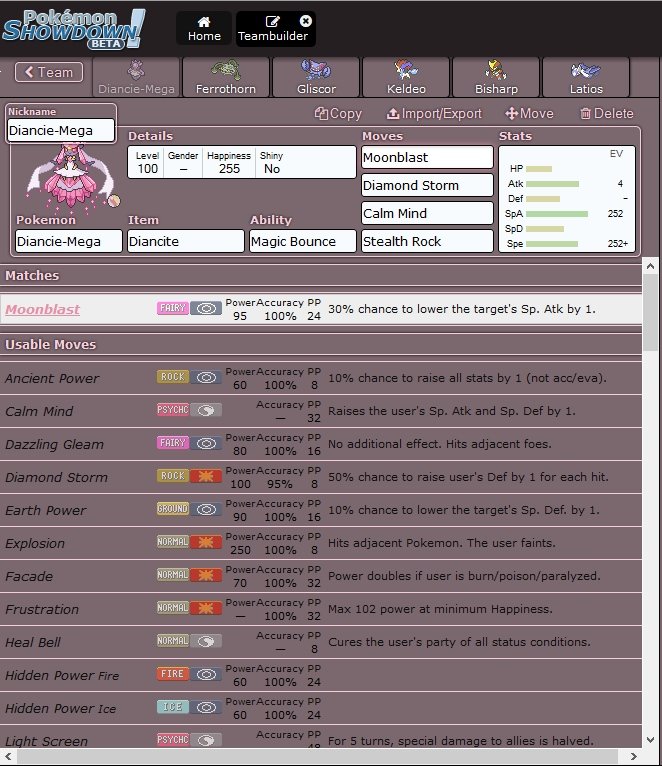 Pokémon
SHOWDOWN!
BETA
Home
Teambuilder
< Team
Diancie-Mega
Ferrothorn
Gliscor
Keldeo
Bisharp
Latios
Nickname
Diancie-Mega
Copy
Import/Export
Move
Delete
Details
Moves
Stats
Level Gender Happiness Shiny
100 – 255 No
Moonblast
Diamond Storm
Calm Mind
Stealth Rock
EV
HP
Atk 4
Def –
SpA 252
SpD
Spe 252+
Pokemon
Item
Ability
Diancie-Mega
Diancite
Magic Bounce
Matches
Moonblast FAIRY Power 95 Accuracy 100% PP 24 30% chance to lower the target's Sp. Atk by 1.
Usable Moves
Ancient Power ROCK Power 60 Accuracy 100% PP 8 10% chance to raise all stats by 1 (not acc/eva).
Calm Mind PSYCHC Accuracy — PP 32 Raises the user's Sp. Atk and Sp. Def by 1.
Dazzling Gleam FAIRY Power 80 Accuracy 100% PP 16 No additional effect. Hits adjacent foes.
Diamond Storm ROCK Power 100 Accuracy 95% PP 8 50% chance to raise user's Def by 1 for each hit.
Earth Power GROUND Power 90 Accuracy 100% PP 16 10% chance to lower the target's Sp. Def. by 1.
Explosion NORMAL Power 250 Accuracy 100% PP 8 Hits adjacent Pokemon. The user faints.
Facade NORMAL Power 70 Accuracy 100% PP 32 Power doubles if user is burn/poison/paralyzed.
Frustration NORMAL Power — Accuracy 100% PP 32 Max 102 power at minimum Happiness.
Heal Bell NORMAL Accuracy — PP 8 Cures the user's party of all status conditions.
Hidden Power Fire FIRE Power 60 Accuracy 100% PP 24
Hidden Power Ice ICE Power 60 Accuracy 100% PP 24
Light Screen PSYCHC Accuracy PP 48 For 5 turns, special damage to allies is halved.